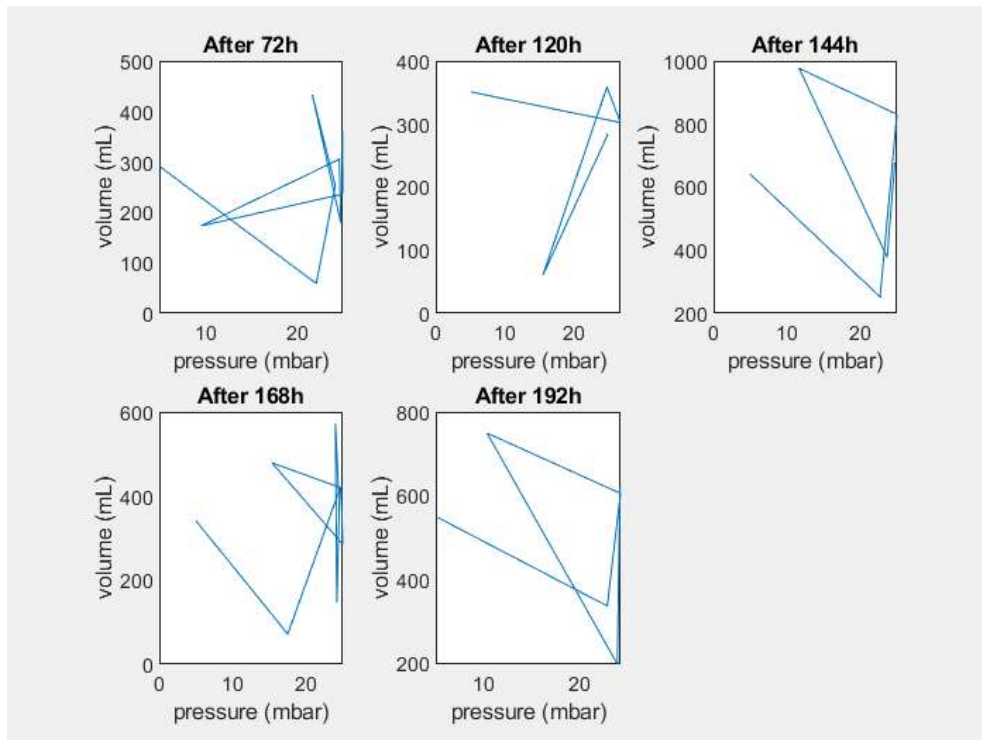 After 72h
500
400
300
200
100
0
volume (mL)
10 20
pressure (mbar)
After 120h
400
300
200
100
0
volume (mL)
0 10 20
pressure (mbar)
After 144h
1000
800
600
400
200
volume (mL)
0 10 20
pressure (mbar)
After 168h
600
400
200
0
volume (mL)
0 10 20
pressure (mbar)
After 192h
800
600
400
200
volume (mL)
10 20
pressure (mbar)